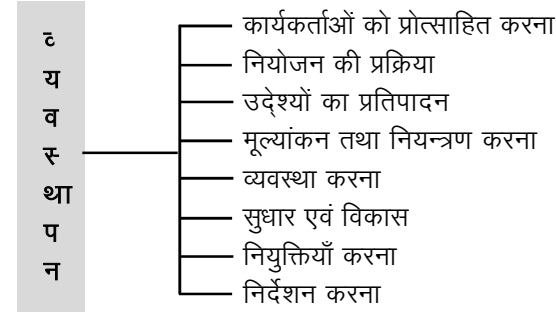 व्यवस्थापन
कार्यकर्ताओं को प्रोत्साहित करना
नियोजन की प्रक्रिया
उद्देश्यों का प्रतिपादन
मूल्यांकन तथा नियन्त्रण करना
व्यवस्था करना
सुधार एवं विकास
नियुक्तियाँ करना
निर्देशन करना